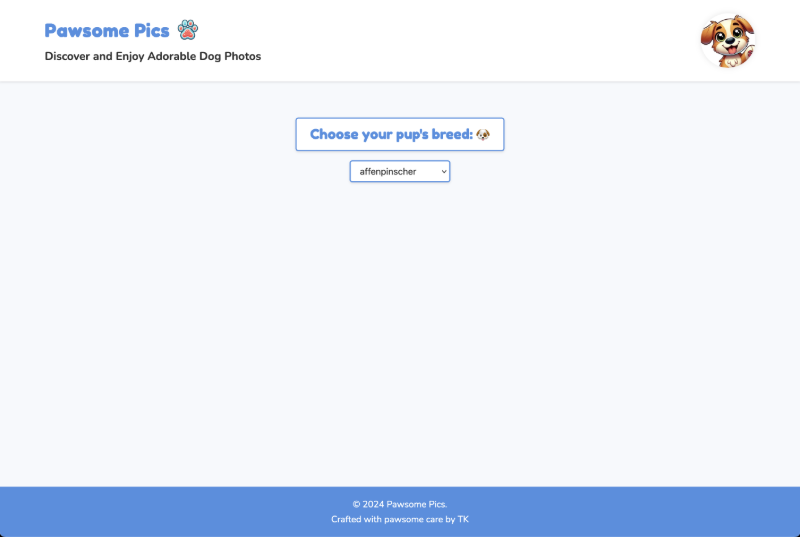 Pawsome Pics 🐾
Discover and Enjoy Adorable Dog Photos
Choose your pup's breed: 🐶
affenpinscher
© 2024 Pawsome Pics.
Crafted with pawsome care by TK